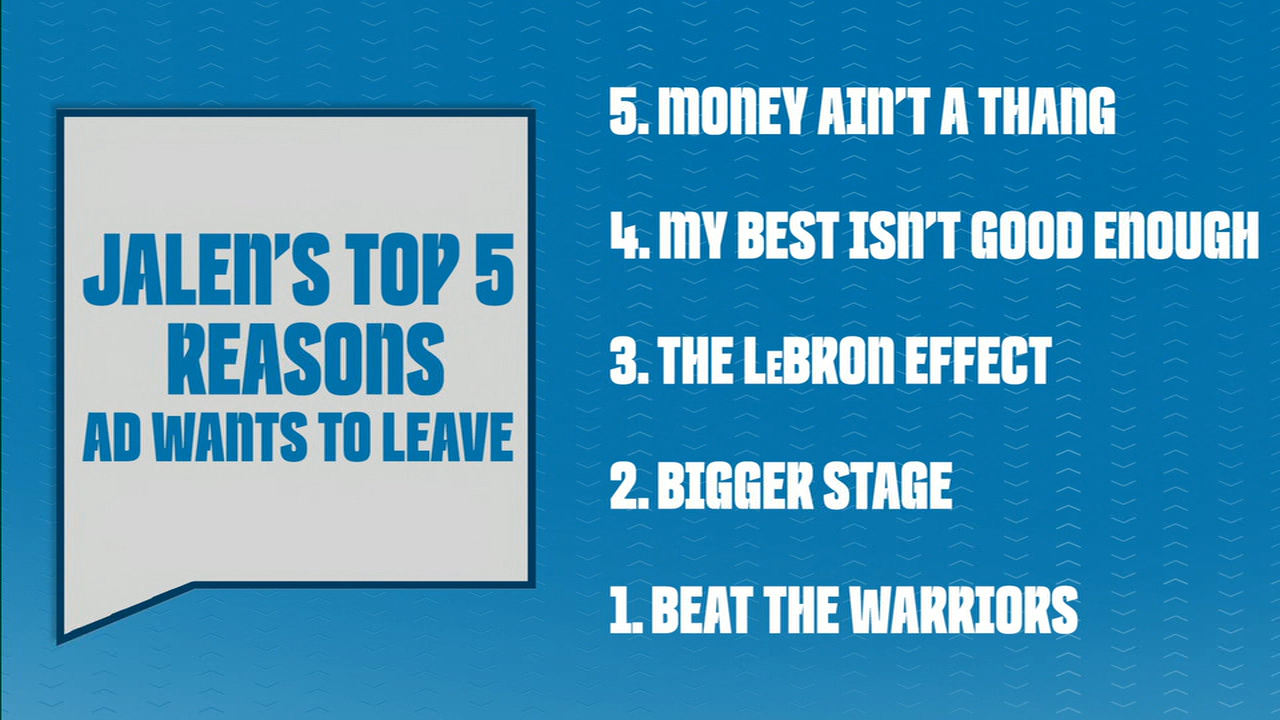 JALEN'S TOP 5
REASONS
AD WANTS TO LEAVE
5. MONEY AIN'T A THANG
4. MY BEST ISN'T GOOD ENOUGH
3. THE LeBRON EFFECT
2. BIGGER STAGE
1. BEAT THE WARRIORS